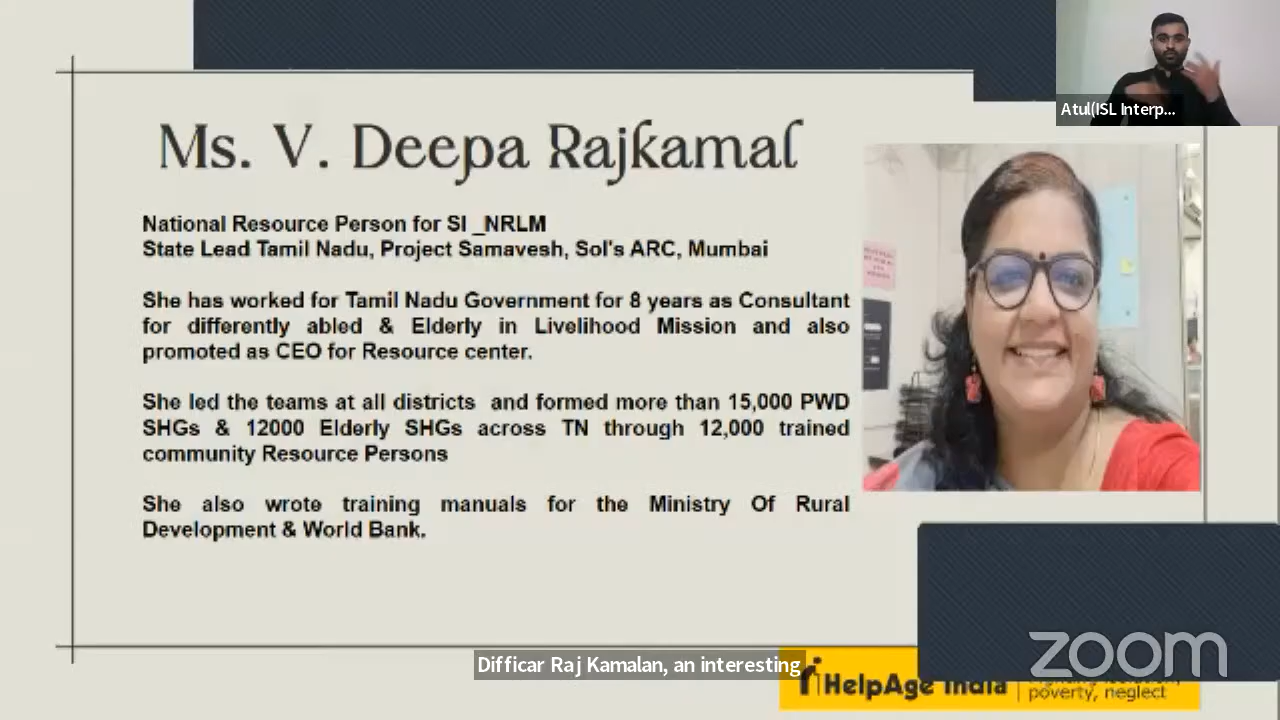 Atul(ISL Interp...
Ms. V. Deepa Rajkamal
National Resource Person for SI _NRLM
State Lead Tamil Nadu, Project Samavesh, Sol's ARC, Mumbai
She has worked for Tamil Nadu Government for 8 years as Consultant
for differently abled & Elderly in Livelihood Mission and also
promoted as CEO for Resource center.
She led the teams at all districts and formed more than 15,000 PWD
SHGs & 12000 Elderly SHGs across TN through 12,000 trained
community Resource Persons
She also wrote training manuals for the Ministry Of Rural
Development & World Bank.
zoom
Difficar Raj Kamalan, an interesting
HelpAge India
poverty, neglect